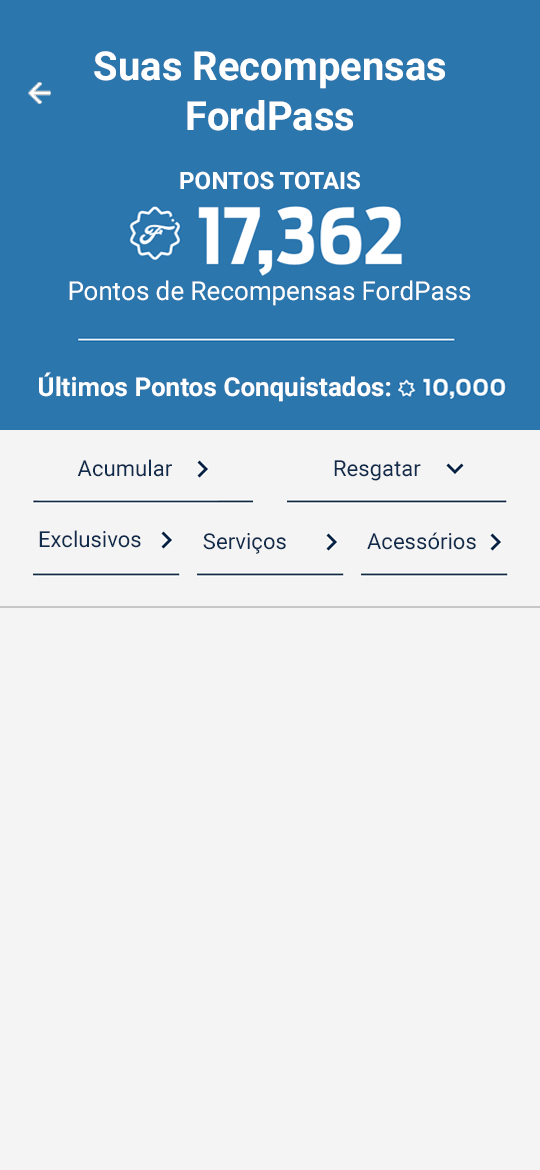 Suas Recompensas
FordPass
PONTOS TOTAIS
17,362
Pontos de Recompensas FordPass
Últimos Pontos Conquistados: 10,000
Acumular
Resgatar
Exclusivos
Serviços
Acessórios